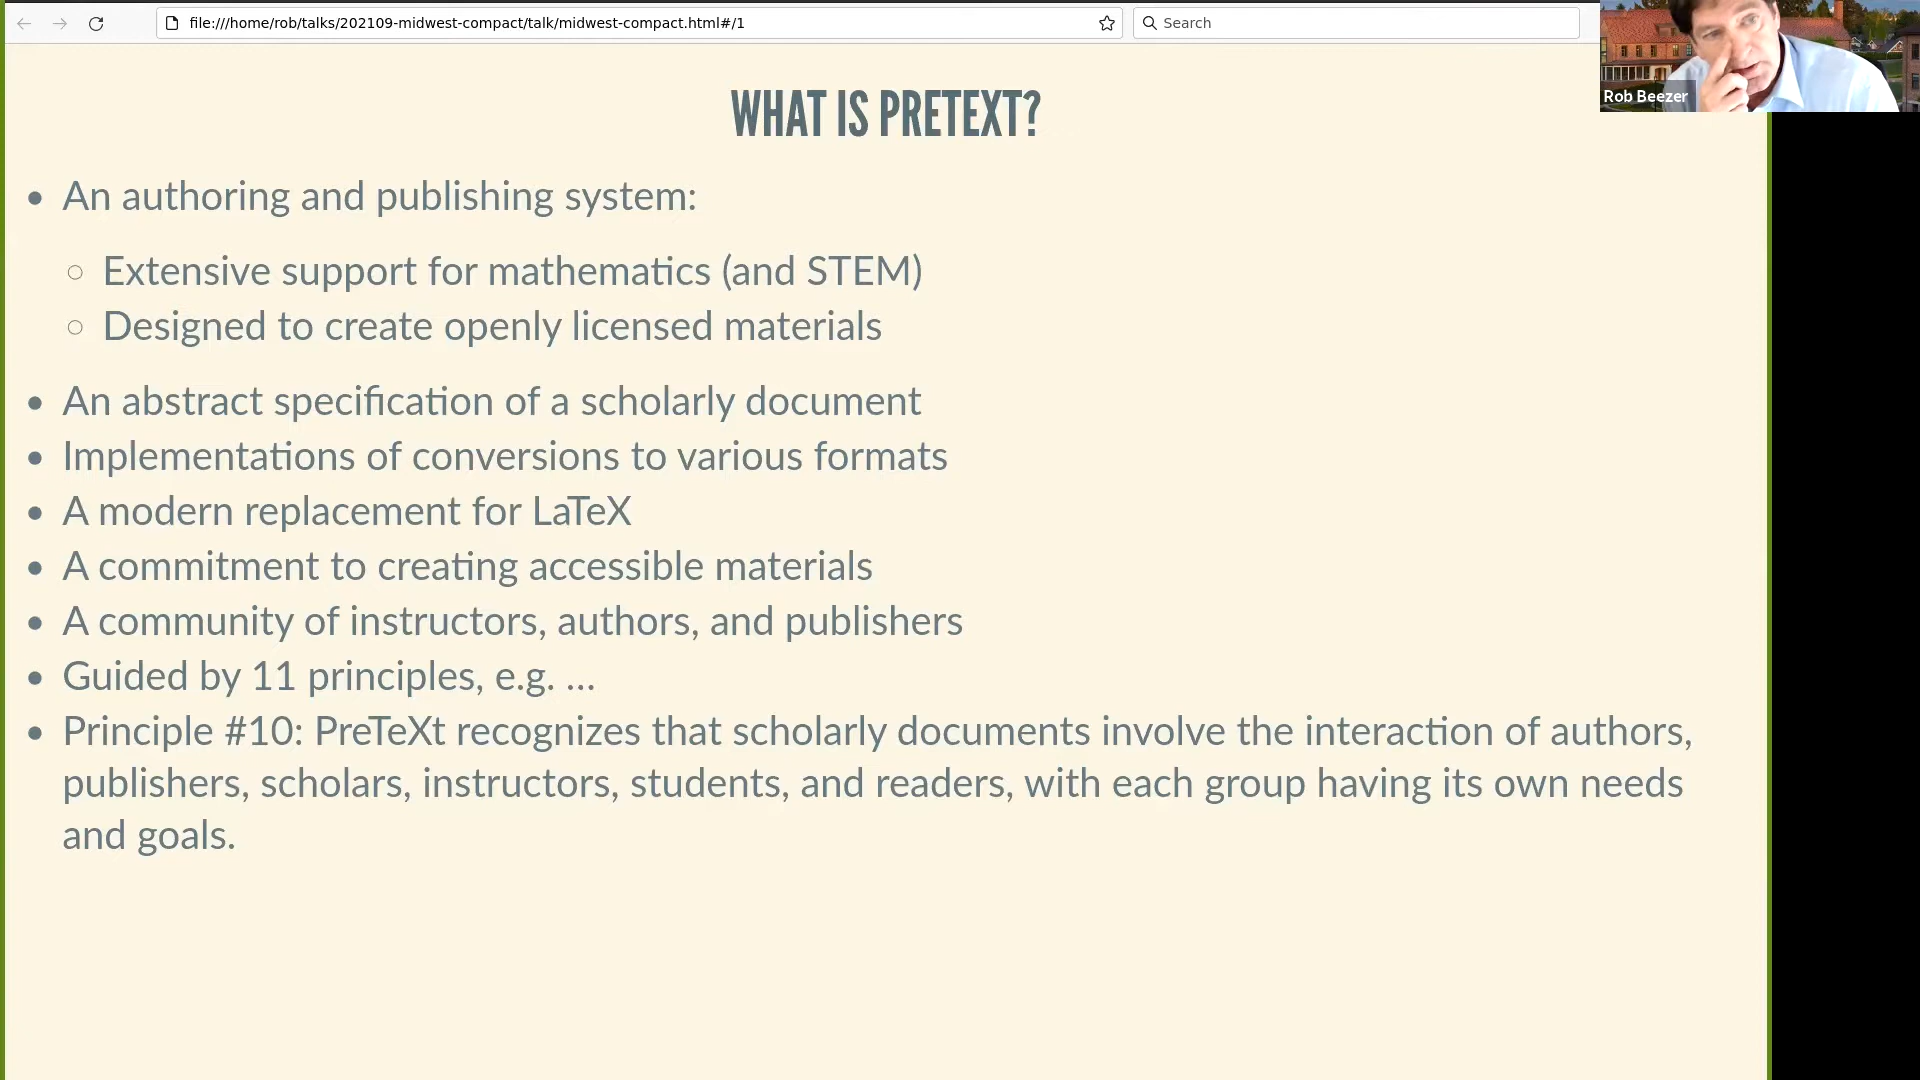 file:///home/rob/talks/202109-midwest-compact/talk/midwest-compact.html#/1
Search
Rob Beezer
WHAT IS PRETEXT?
An authoring and publishing system:
Extensive support for mathematics (and STEM)
Designed to create openly licensed materials
An abstract specification of a scholarly document
Implementations of conversions to various formats
A modern replacement for LaTeX
A commitment to creating accessible materials
A community of instructors, authors, and publishers
Guided by 11 principles, e.g. ...
Principle #10: PreTeXt recognizes that scholarly documents involve the interaction of authors,
publishers, scholars, instructors, students, and readers, with each group having its own needs
and goals.